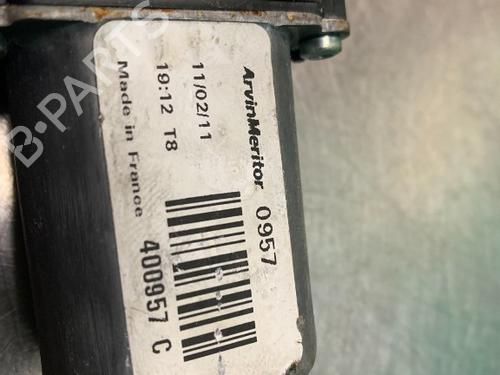 ArvinMeritor 0957
11/02/11
19:12 T8
Made in France 400957 C
B-PARTS